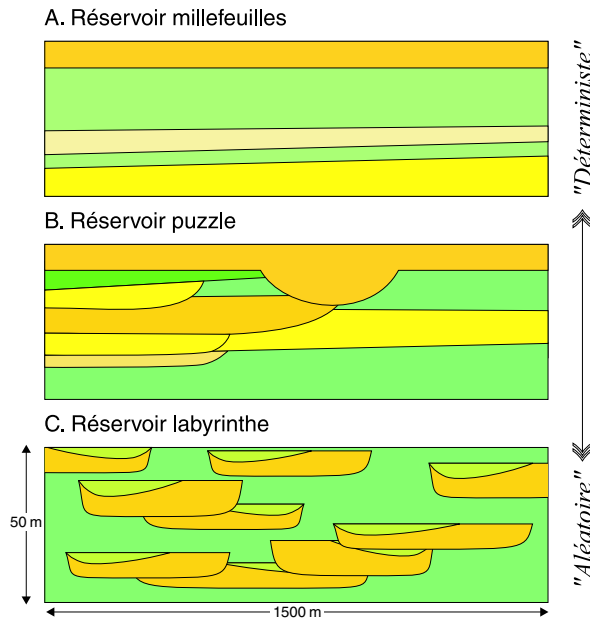 A. Réservoir millefeuilles
"Déterministe"
B. Réservoir puzzle
C. Réservoir labyrinthe
50 m
"Aléatoire"
1500 m